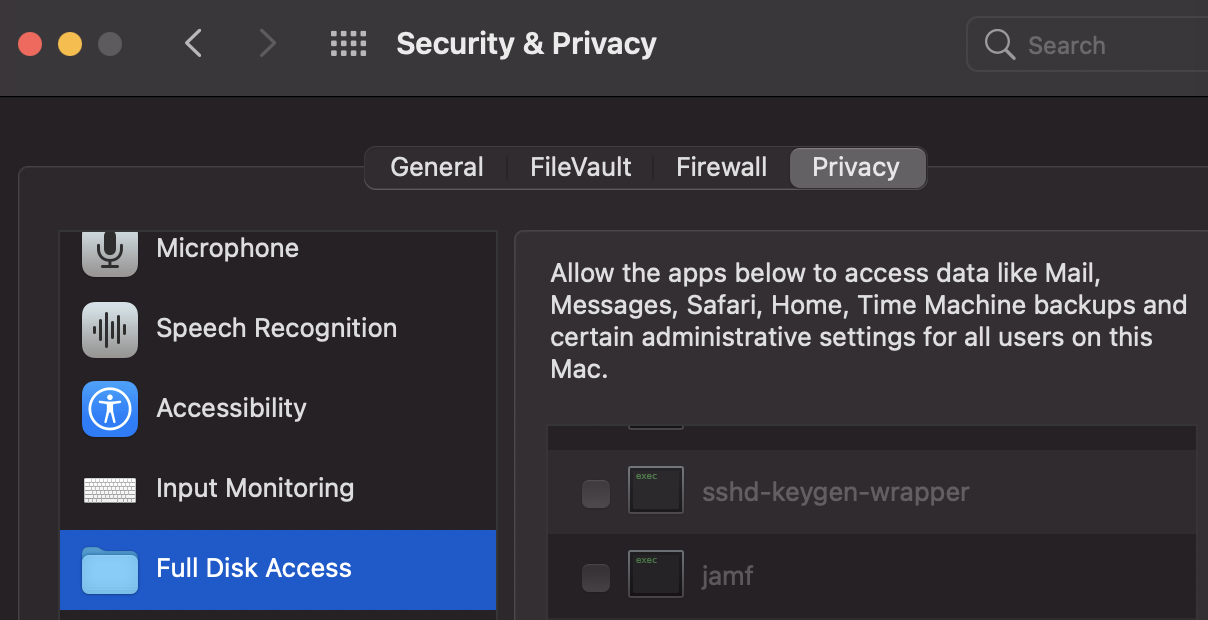 Security & Privacy
Search
General
FileVault
Firewall
Privacy
Microphone
Speech Recognition
Accessibility
Input Monitoring
Full Disk Access
Allow the apps below to access data like Mail,
Messages, Safari, Home, Time Machine backups and
certain administrative settings for all users on this
Mac.
exec
sshd-keygen-wrapper
exec
jamf